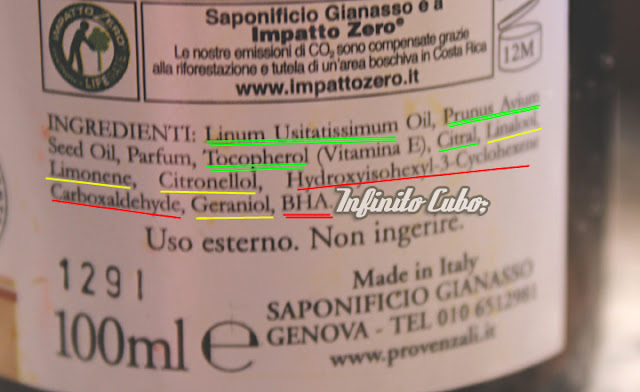 IMPATTO ZERO
LIFEGATE
Saponificio Gianasso è a
Impatto Zero®
Le nostre emissioni di CO2 sono compensate grazie
alla riforestazione e tutela di un'area boschiva in Costa Rica
www.impattozero.it
12M
INGREDIENTI: Linum Usitatissimum Oil, Prunus Avium
Seed Oil, Parfum, Tocopherol (Vitamina E), Citral, Linalool,
Limonene, Citronellol, Hydroxyisohexyl-3-Cyclohexene
Carboxaldehyde, Geraniol, BHA.
Infinito Cubo;
Uso esterno. Non ingerire.
1291
Made in Italy
100ml e
SAPONIFICIO GIANASSO
GENOVA - TEL 010 6512981
www.provenzali.it